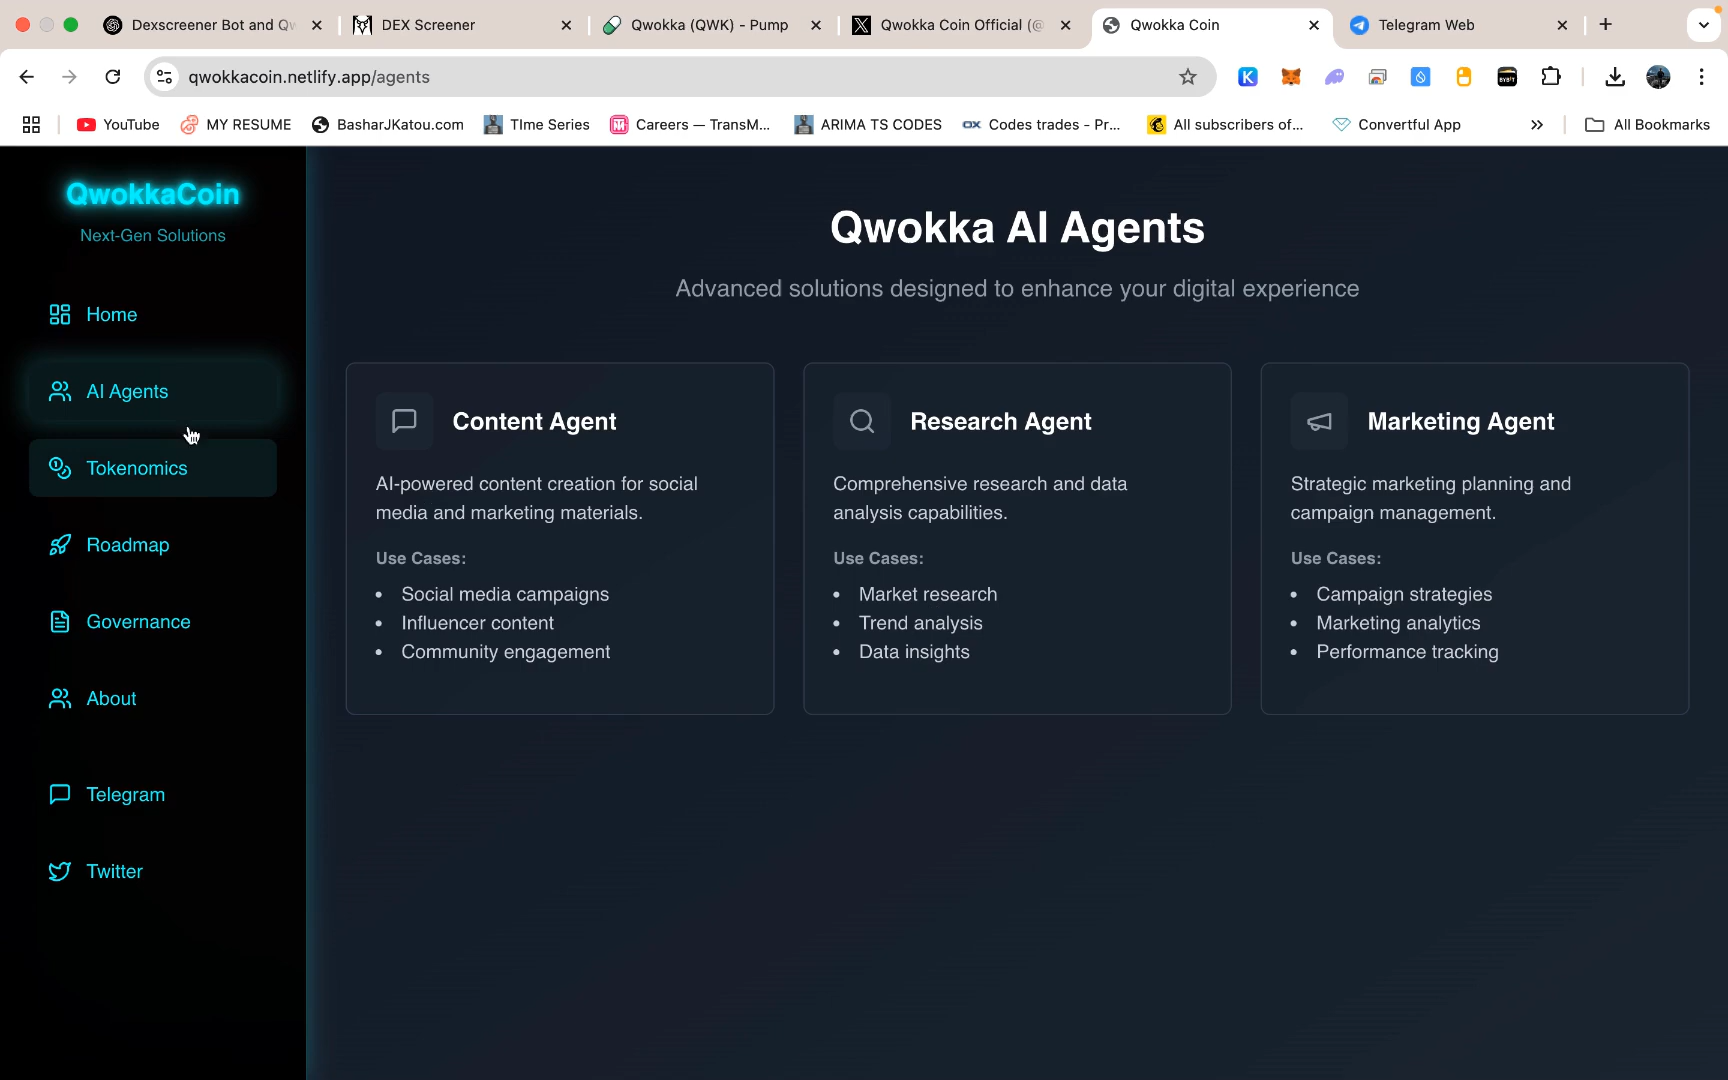 Dexscreener Bot and Qw
DEX Screener
Qwokka (QWK) - Pump
Qwokka Coin Official (@
Qwokka Coin
Telegram Web
qwokkacoin.netlify.app/agents
YouTube
MY RESUME
BasharJKatou.com
TIme Series
Careers — TransM...
ARIMA TS CODES
Codes trades - Pr...
All subscribers of...
Convertful App
All Bookmarks
QwokkaCoin
Next-Gen Solutions
Home
AI Agents
Tokenomics
Roadmap
Governance
About
Telegram
Twitter
Qwokka AI Agents
Advanced solutions designed to enhance your digital experience
Content Agent
AI-powered content creation for social
media and marketing materials.
Use Cases:
• Social media campaigns
• Influencer content
• Community engagement
Research Agent
Comprehensive research and data
analysis capabilities.
Use Cases:
• Market research
• Trend analysis
• Data insights
Marketing Agent
Strategic marketing planning and
campaign management.
Use Cases:
• Campaign strategies
• Marketing analytics
• Performance tracking